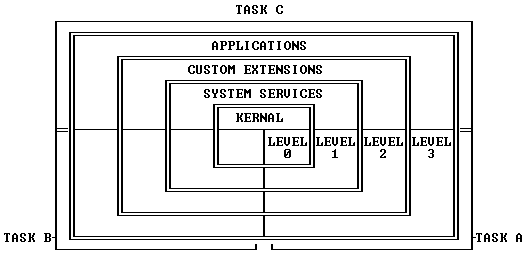 TASK C
APPLICATIONS
CUSTOM EXTENSIONS
SYSTEM SERVICES
KERNAL
LEVEL LEVEL LEVEL LEVEL
0 1 2 3
TASK B TASK A